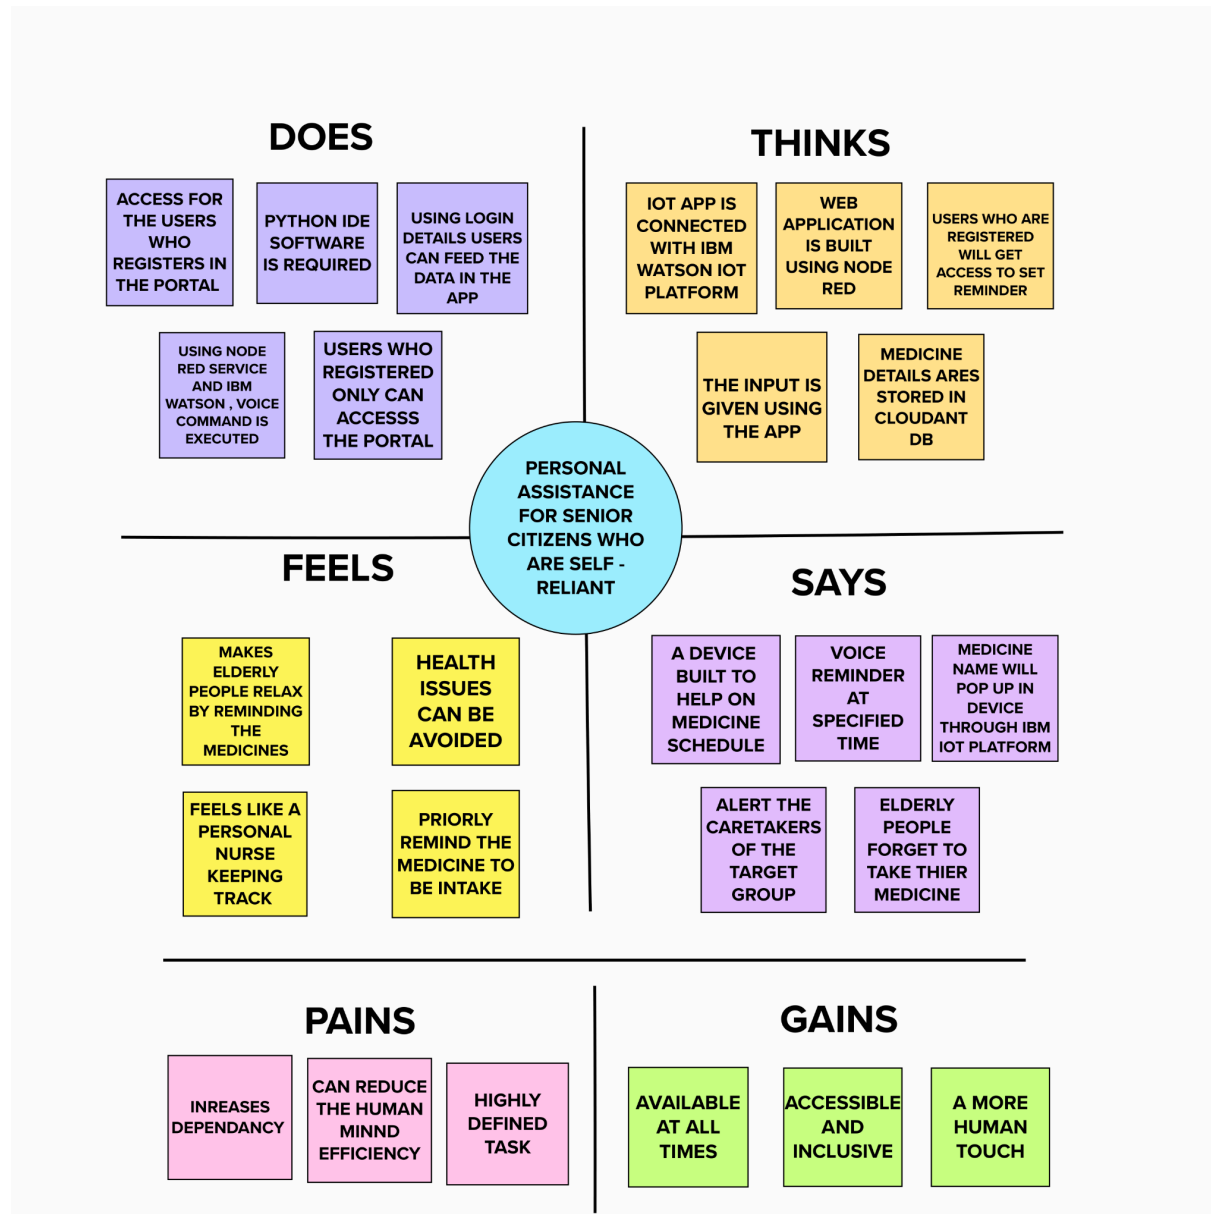 DOES
ACCESS FOR
THE USERS
WHO
REGISTERS IN
THE PORTAL
PYTHON IDE
SOFTWARE
IS REQUIRED
USING LOGIN
DETAILS USERS
CAN FEED THE
DATA IN THE
APP
USING NODE
RED SERVICE
AND IBM
WATSON , VOICE
COMMAND IS
EXECUTED
USERS WHO
REGISTERED
ONLY CAN
ACCESSS
THE PORTAL
THINKS
IOT APP IS
CONNECTED
WITH IBM
WATSON IOT
PLATFORM
WEB
APPLICATION
IS BUILT
USING NODE
RED
USERS WHO ARE
REGISTERED
WILL GET
ACCESS TO SET
REMINDER
THE INPUT IS
GIVEN USING
THE APP
MEDICINE
DETAILS ARES
STORED IN
CLOUDANT
DB
PERSONAL
ASSISTANCE
FOR SENIOR
CITIZENS WHO
ARE SELF -
RELIANT
FEELS
MAKES
ELDERLY
PEOPLE RELAX
BY REMINDING
THE
MEDICINES
HEALTH
ISSUES
CAN BE
AVOIDED
FEELS LIKE A
PERSONAL
NURSE
KEEPING
TRACK
PRIORLY
REMIND THE
MEDICINE TO
BE INTAKE
SAYS
A DEVICE
BUILT TO
HELP ON
MEDICINE
SCHEDULE
VOICE
REMINDER
AT
SPECIFIED
TIME
MEDICINE
NAME WILL
POP UP IN
DEVICE
THROUGH IBM
IOT PLATFORM
ALERT THE
CARETAKERS
OF THE
TARGET
GROUP
ELDERLY
PEOPLE
FORGET TO
TAKE THIER
MEDICINE
PAINS
INREASES
DEPENDANCY
CAN REDUCE
THE HUMAN
MINND
EFFICIENCY
HIGHLY
DEFINED
TASK
GAINS
AVAILABLE
AT ALL
TIMES
ACCESSIBLE
AND
INCLUSIVE
A MORE
HUMAN
TOUCH